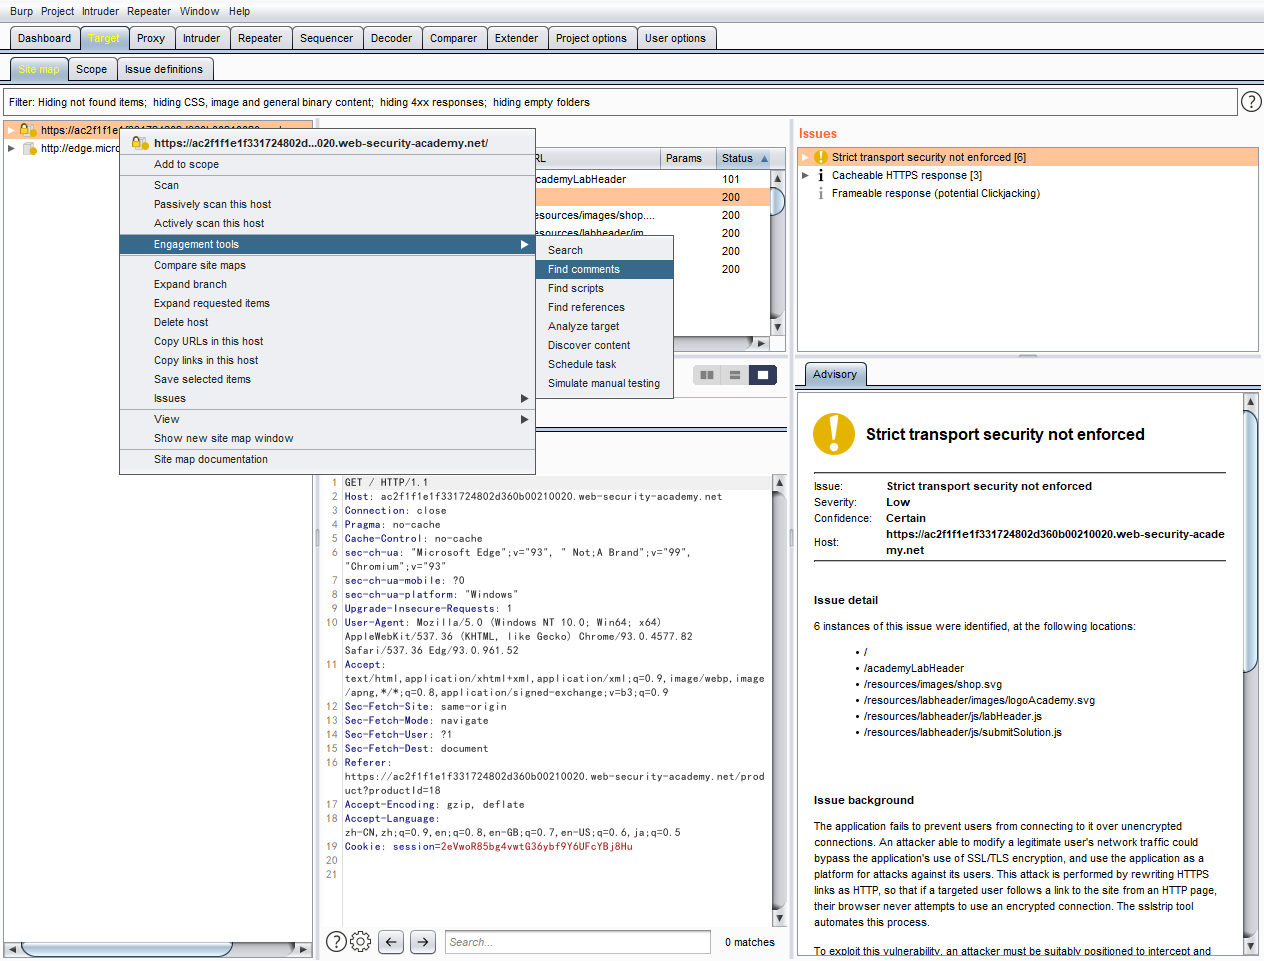 Burp Project Intruder Repeater Window Help
Dashboard Target Proxy Intruder Repeater Sequencer Decoder Comparer Extender Project options User options
Site map Scope Issue definitions
Filter: Hiding not found items; hiding CSS, image and general binary content; hiding 4xx responses; hiding empty folders
?
http://edge.micro
https://ac2f1f1e1f331724802d...020.web-security-academy.net/
Add to scope
Scan
Passively scan this host
Actively scan this host
Engagement tools
Compare site maps
Expand branch
Expand requested items
Delete host
Copy URLs in this host
Copy links in this host
Save selected items
Issues
View
Show new site map window
Site map documentation
Search
Find comments
Find scripts
Find references
Analyze target
Discover content
Schedule task
Simulate manual testing
RL Params Status
cademyLabHeader 101
200
esources/images/shop.... 200
esources/labheader/im 200
200
200
1 GET / HTTP/1.1
2 Host: ac2f1f1e1f331724802d360b00210020.web-security-academy.net
3 Connection: close
4 Pragma: no-cache
5 Cache-Control: no-cache
6 sec-ch-ua: "Microsoft Edge";v="93", " Not;A Brand";v="99",
"Chromium";v="93"
7 sec-ch-ua-mobile: ?0
8 sec-ch-ua-platform: "Windows"
9 Upgrade-Insecure-Requests: 1
10 User-Agent: Mozilla/5.0 (Windows NT 10.0; Win64; x64)
AppleWebKit/537.36 (KHTML, like Gecko) Chrome/93.0.4577.82
Safari/537.36 Edg/93.0.961.52
11 Accept:
text/html,application/xhtml+xml,application/xml;q=0.9,image/webp,image
/apng,*/*;q=0.8,application/signed-exchange;v=b3;q=0.9
12 Sec-Fetch-Site: same-origin
13 Sec-Fetch-Mode: navigate
14 Sec-Fetch-User: ?1
15 Sec-Fetch-Dest: document
16 Referer:
https://ac2f1f1e1f331724802d360b00210020.web-security-academy.net/prod
uct?productId=18
17 Accept-Encoding: gzip, deflate
18 Accept-Language:
zh-CN,zh;q=0.9,en;q=0.8,en-GB;q=0.7,en-US;q=0.6,ja;q=0.5
19 Cookie: session=2eVwoR85bg4vwtG36ybf9Y6UFcYBj8Hu
20
21
? Search... 0 matches
Issues
Strict transport security not enforced [6]
Cacheable HTTPS response [3]
Frameable response (potential Clickjacking)
Advisory
Strict transport security not enforced
Issue: Strict transport security not enforced
Severity: Low
Confidence: Certain
Host: https://ac2f1f1e1f331724802d360b00210020.web-security-acade
my.net
Issue detail
6 instances of this issue were identified, at the following locations:
• /
• /academyLabHeader
• /resources/images/shop.svg
• /resources/labheader/images/logoAcademy.svg
• /resources/labheader/js/labHeader.js
• /resources/labheader/js/submitSolution.js
Issue background
The application fails to prevent users from connecting to it over unencrypted
connections. An attacker able to modify a legitimate user's network traffic could
bypass the application's use of SSL/TLS encryption, and use the application as a
platform for attacks against its users. This attack is performed by rewriting HTTPS
links as HTTP, so that if a targeted user follows a link to the site from an HTTP page,
their browser never attempts to use an encrypted connection. The sslstrip tool
automates this process.
To exploit this vulnerability, an attacker must be suitably positioned to intercept and